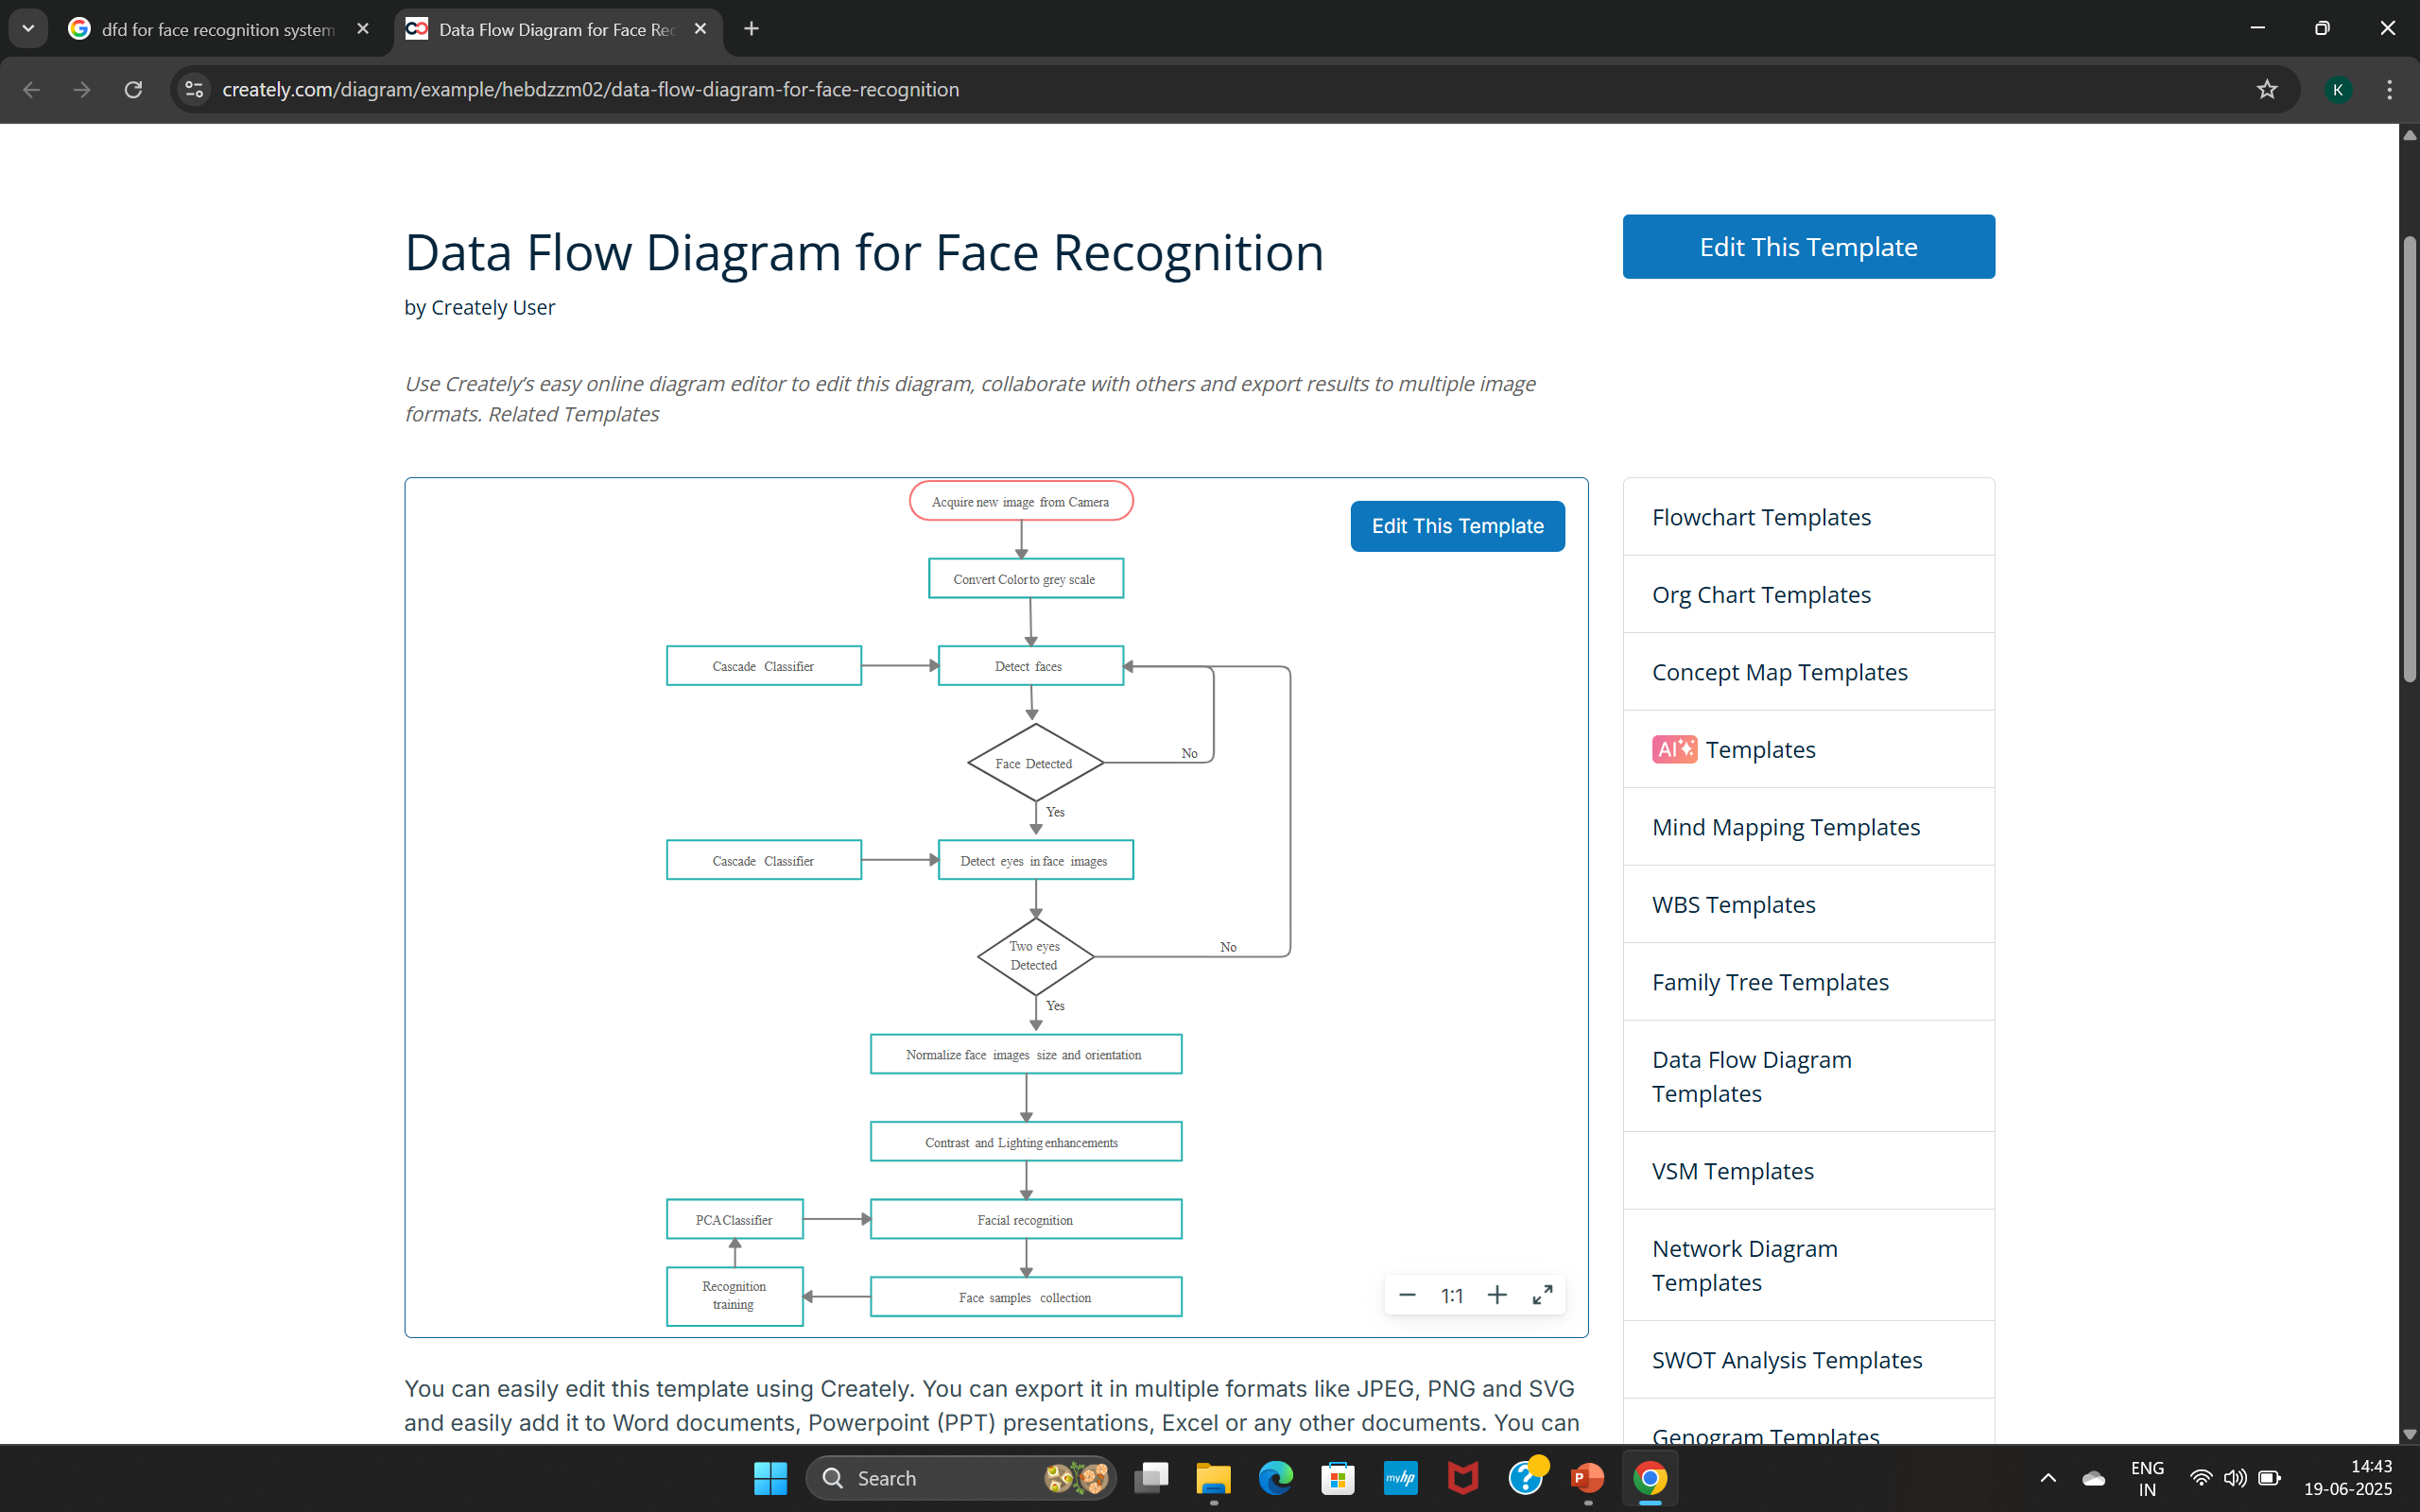 dfd for face recognition system
Data Flow Diagram for Face Rec
creately.com/diagram/example/hebdzzm02/data-flow-diagram-for-face-recognition
K
Data Flow Diagram for Face Recognition
Edit This Template
by Creately User
Use Creately's easy online diagram editor to edit this diagram, collaborate with others and export results to multiple image
formats. Related Templates
Acquire new image from Camera
Edit This Template
Convert Color to grey scale
Cascade Classifier
Detect faces
No
Face Detected
Yes
Cascade Classifier
Detect eyes in face images
Two eyes
Detected
No
Yes
Normalize face images size and orientation
Contrast and Lighting enhancements
PCA Classifier
Facial recognition
Recognition
training
Face samples collection
1:1
Flowchart Templates
Org Chart Templates
Concept Map Templates
AI Templates
Mind Mapping Templates
WBS Templates
Family Tree Templates
Data Flow Diagram
Templates
VSM Templates
Network Diagram
Templates
SWOT Analysis Templates
Genogram Templates
You can easily edit this template using Creately. You can export it in multiple formats like JPEG, PNG and SVG
and easily add it to Word documents, Powerpoint (PPT) presentations, Excel or any other documents. You can
Search
myhp
P
ENG
IN
14:43
19-06-2025